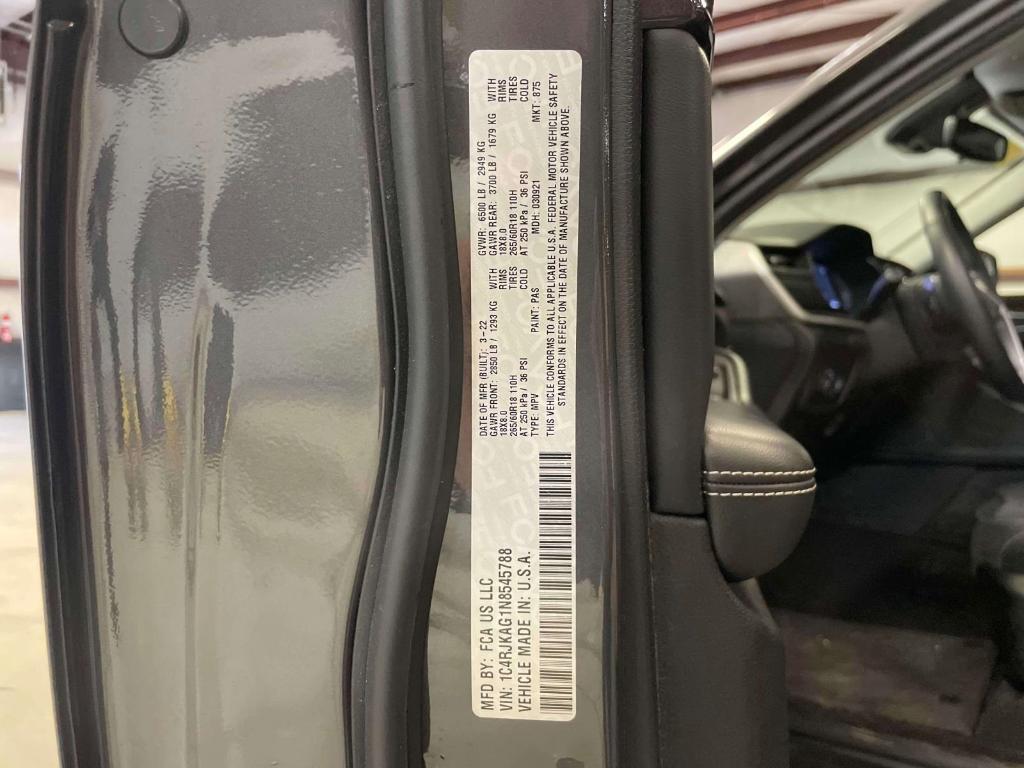 MFD BY: FCA US LLC
VIN: 1C4RJKAG1N8545788
VEHICLE MADE IN: U.S.A.
DATE OF MFR (BUILT): 3-22 GVWR: 6500 LB / 2949 KG
GAWR FRONT: 2850 LB / 1293 KG WITH GAWR REAR: 3700 LB / 1679 KG WITH
18X8.0 RIMS 18X8.0 RIMS
265/60R18 110H TIRES 265/60R18 110H TIRES
AT 250 kPa / 36 PSI COLD AT 250 kPa / 36 PSI COLD
TYPE: MPV PAINT: PAS MDH: 030921 MKT: 875
THIS VEHICLE CONFORMS TO ALL APPLICABLE U.S.A. FEDERAL MOTOR VEHICLE SAFETY
STANDARDS IN EFFECT ON THE DATE OF MANUFACTURE SHOWN ABOVE.